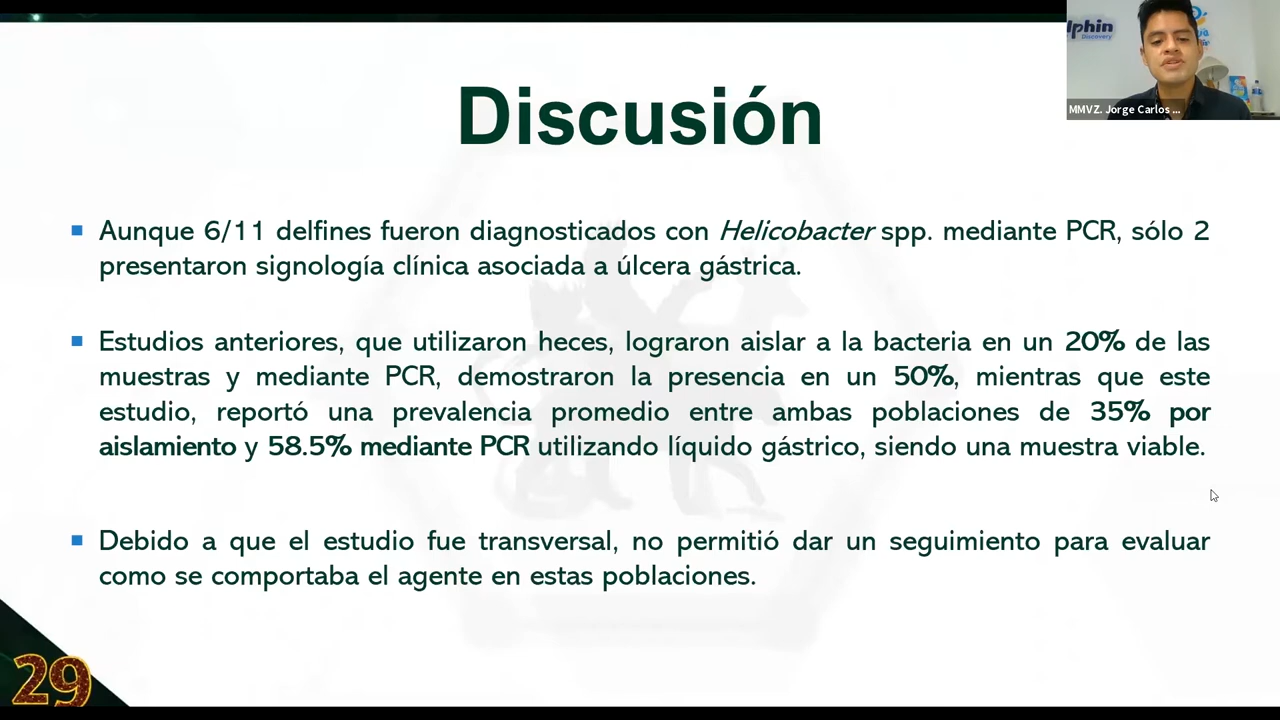 lphin
Discovery
MMVZ. Jorge Carlos ...
Discusión
Aunque 6/11 delfines fueron diagnosticados con Helicobacter spp. mediante PCR, sólo 2
presentaron signología clínica asociada a úlcera gástrica.
Estudios anteriores, que utilizaron heces, lograron aislar a la bacteria en un 20% de las
muestras y mediante PCR, demostraron la presencia en un 50%, mientras que este
estudio, reportó una prevalencia promedio entre ambas poblaciones de 35% por
aislamiento y 58.5% mediante PCR utilizando líquido gástrico, siendo una muestra viable.
Debido a que el estudio fue transversal, no permitió dar un seguimiento para evaluar
como se comportaba el agente en estas poblaciones.
29